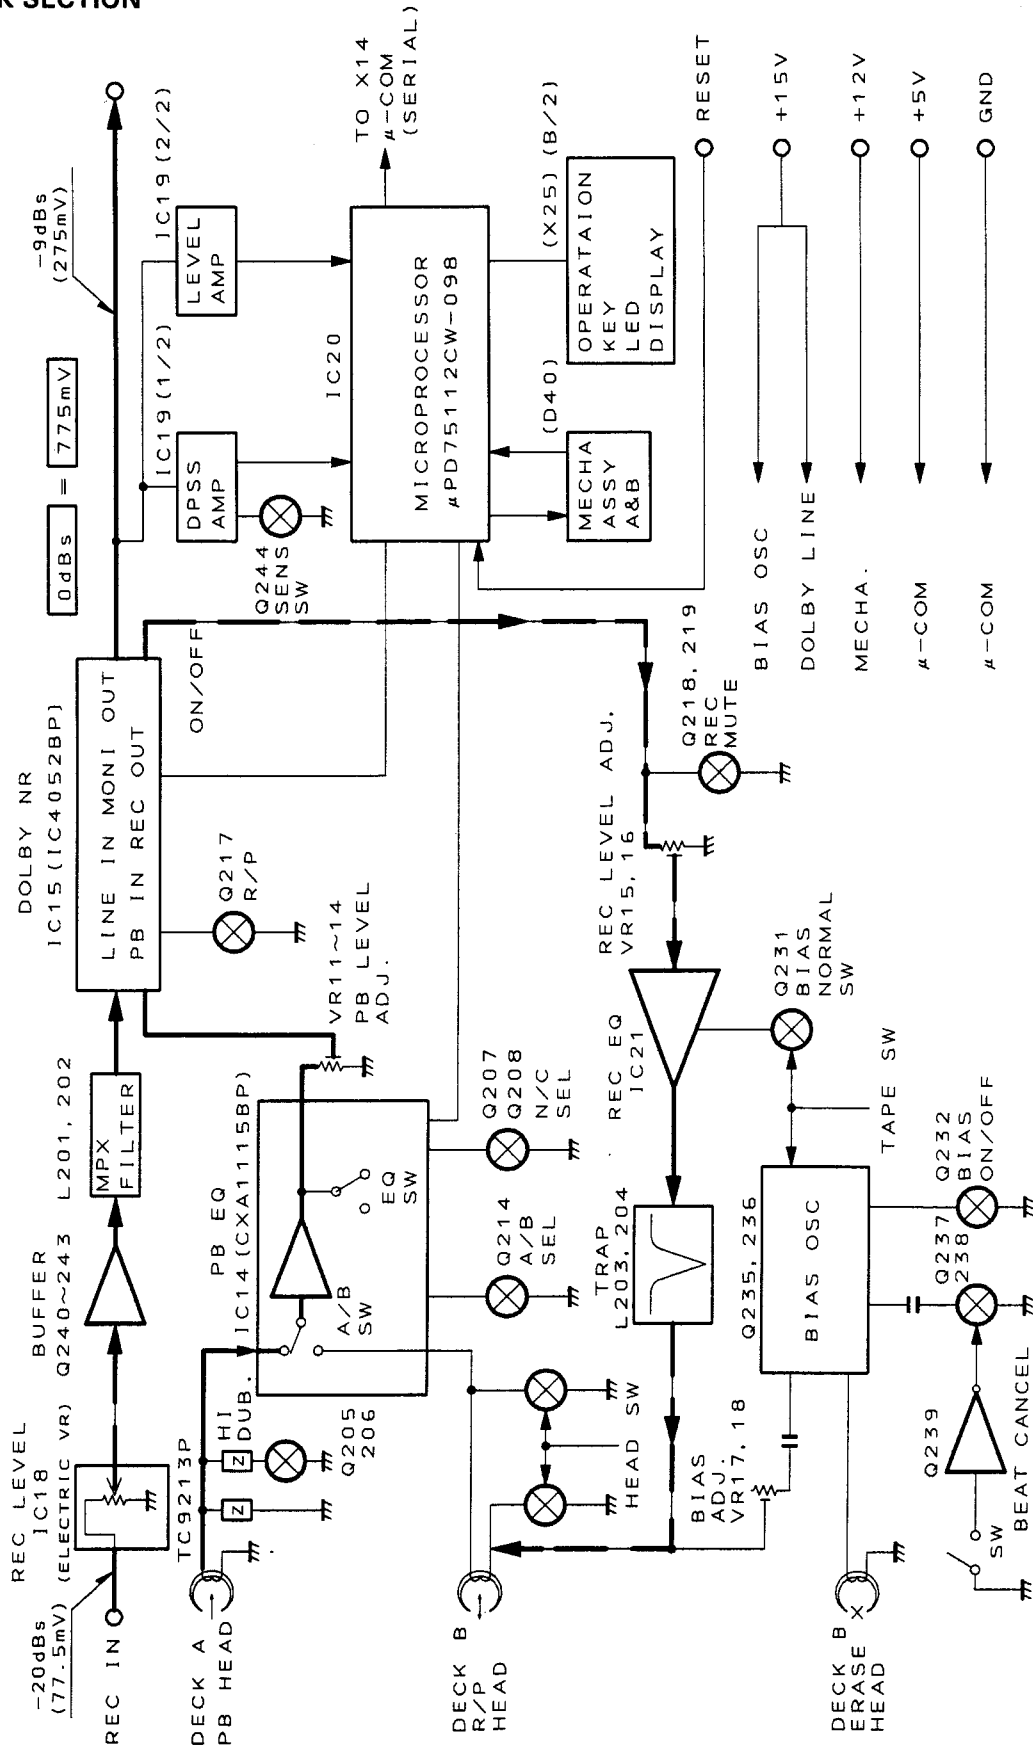 K SECTION
-20dBs
(77.5mV)
REC IN
REC LEVEL
IC18
(ELECTRIC VR)
TC9213P
BUFFER
Q240~243
MPX
FILTER
L201, 202
DOLBY NR
IC15(IC4052BP)
LINE IN MONI OUT
PB IN REC OUT
ON/OFF
Q217
R/P
0dBs = 775mV
-9dBs
(275mV)
IC19(1/2)
DPSS
AMP
Q244
SENS
SW
IC19(2/2)
LEVEL
AMP
DECK A
PB HEAD
HI
DUB.
Z
Z
Q205
206
PB EQ
IC14(CXA1115BP)
A/B
SW
EQ
SW
Q214
A/B
SEL
Q207
Q208
N/C
SEL
VR11~14
PB LEVEL
ADJ.
IC20
MICROPROCESSOR
μPD75112CW-098
TO X14
μ-COM
(SERIAL)
(D40)
MECHA
ASSY
A&B
(X25)(B/2)
OPERATAION
KEY
LED
DISPLAY
RESET
DECK B
R/P
HEAD
HEAD SW
TRAP
L203, 204
REC EQ
IC21
REC LEVEL ADJ.
VR15, 16
Q218, 219
REC
MUTE
BIAS
ADJ.
VR17, 18
Q235, 236
BIAS OSC
Q231
BIAS
NORMAL
SW
TAPE SW
Q232
BIAS
ON/OFF
Q237
238
Q239
SW
BEAT CANCEL
DECK B
ERASE
HEAD
BIAS OSC
DOLBY LINE
+15V
MECHA.
+12V
μ-COM
+5V
μ-COM
GND